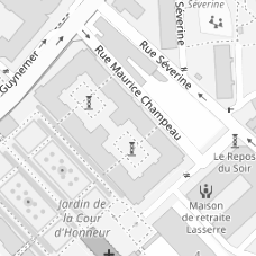 Séverine
Séverine
Rue Séverine
Guynemer
Rue Maurice Champeau
Le Repos
du Soir
Maison
de retraite
Lasserre
Jardin de
la Cour
d'Honneur